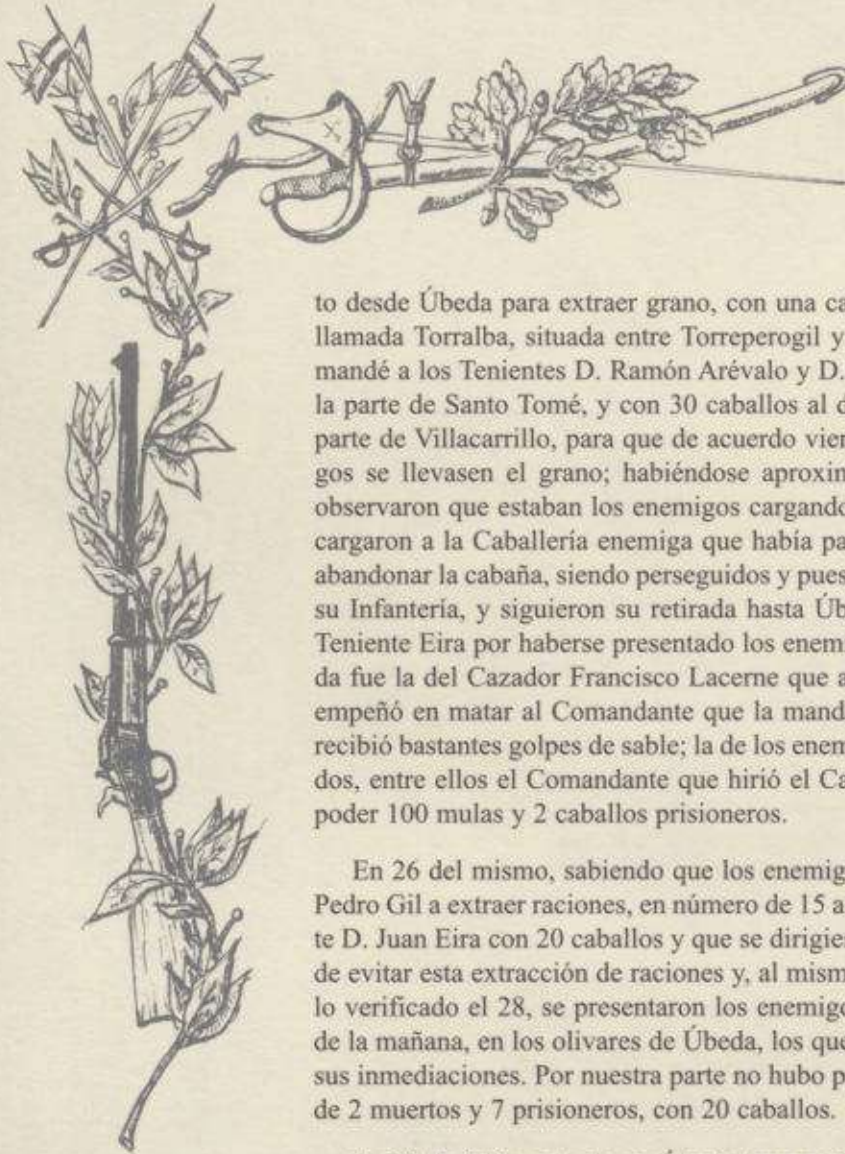 to desde Úbeda para extraer grano, con una ca
llamada Torralba, situada entre Torreperogil y
mandé a los Tenientes D. Ramón Arévalo y D.
la parte de Santo Tomé, y con 30 caballos al d
parte de Villacarrillo, para que de acuerdo vien
gos se llevasen el grano; habiéndose aproxin
observaron que estaban los enemigos cargando
cargaron a la Caballería enemiga que había pa
abandonar la cabaña, siendo perseguidos y pues
su Infantería, y siguieron su retirada hasta Úb
Teniente Eira por haberse presentado los enemi
da fue la del Cazador Francisco Lacerne que a
empeñó en matar al Comandante que la mand
recibió bastantes golpes de sable; la de los enem
dos, entre ellos el Comandante que hirió el Ca
poder 100 mulas y 2 caballos prisioneros.
En 26 del mismo, sabiendo que los enemig
Pedro Gil a extraer raciones, en número de 15 a
te D. Juan Eira con 20 caballos y que se dirigie
de evitar esta extracción de raciones y, al mism
lo verificado el 28, se presentaron los enemigo
de la mañana, en los olivares de Úbeda, los que
sus inmediaciones. Por nuestra parte no hubo p
de 2 muertos y 7 prisioneros, con 20 caballos.